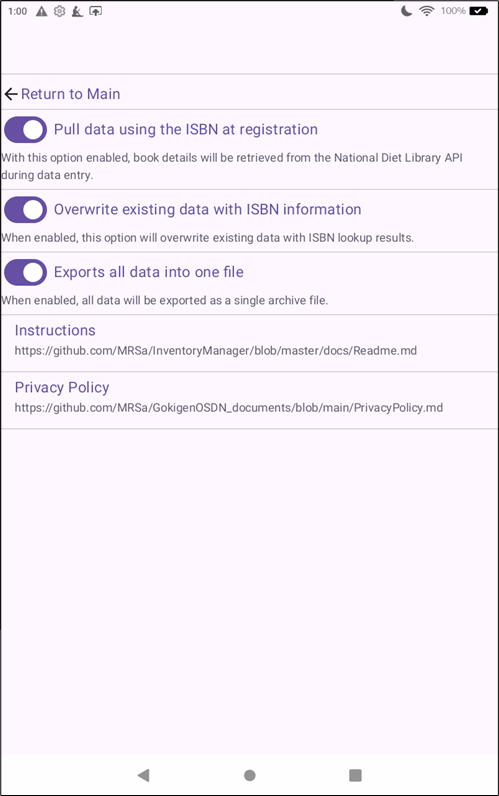 1:00 100%
Return to Main
Pull data using the ISBN at registration
With this option enabled, book details will be retrieved from the National Diet Library API
during data entry.
Overwrite existing data with ISBN information
When enabled, this option will overwrite existing data with ISBN lookup results.
Exports all data into one file
When enabled, all data will be exported as a single archive file.
Instructions
https://github.com/MRSa/InventoryManager/blob/master/docs/Readme.md
Privacy Policy
https://github.com/MRSa/GokigenOSDN_documents/blob/main/PrivacyPolicy.md